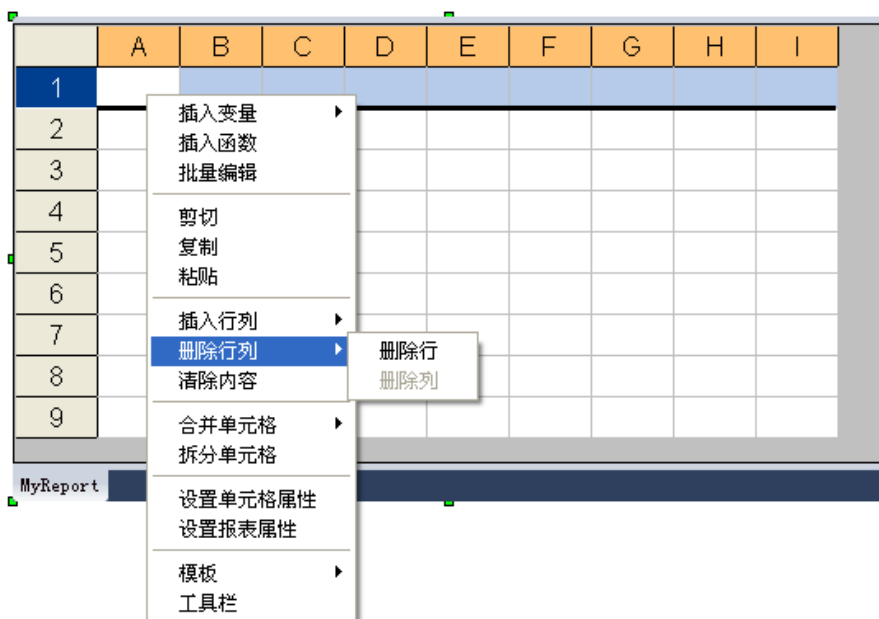 A B C D E F G H I
1
2
3
4
5
6
7
8
9
插入变量
插入函数
批量编辑
剪切
复制
粘贴
插入行列
删除行列
删除行
删除列
清除内容
合并单元格
拆分单元格
设置单元格属性
设置报表属性
模板
工具栏
MyReport